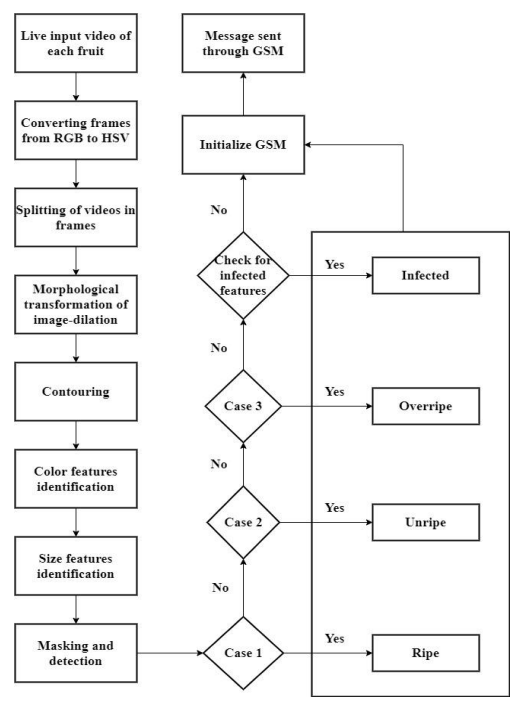 Live input video of
each fruit
Converting frames
from RGB to HSV
Splitting of videos in
frames
Morphological
transformation of
image-dilation
Contouring
Color features
identification
Size features
identification
Masking and
detection
Message sent
through GSM
Initialize GSM
No
Check for
infected
features
Yes
Infected
No
Case 3
Yes
Overripe
No
Case 2
Yes
Unripe
No
Case 1
Yes
Ripe